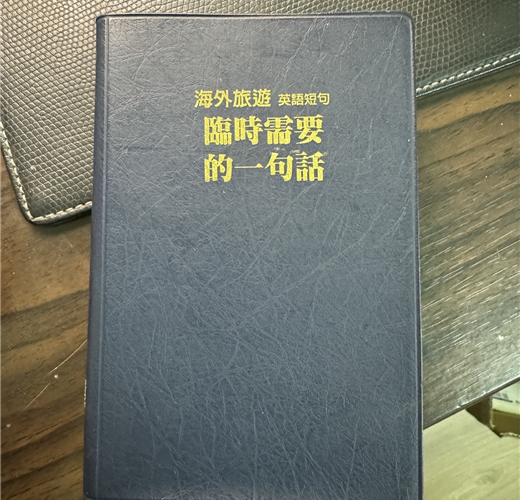 海外旅遊 英語短句
臨時需要
的一句話